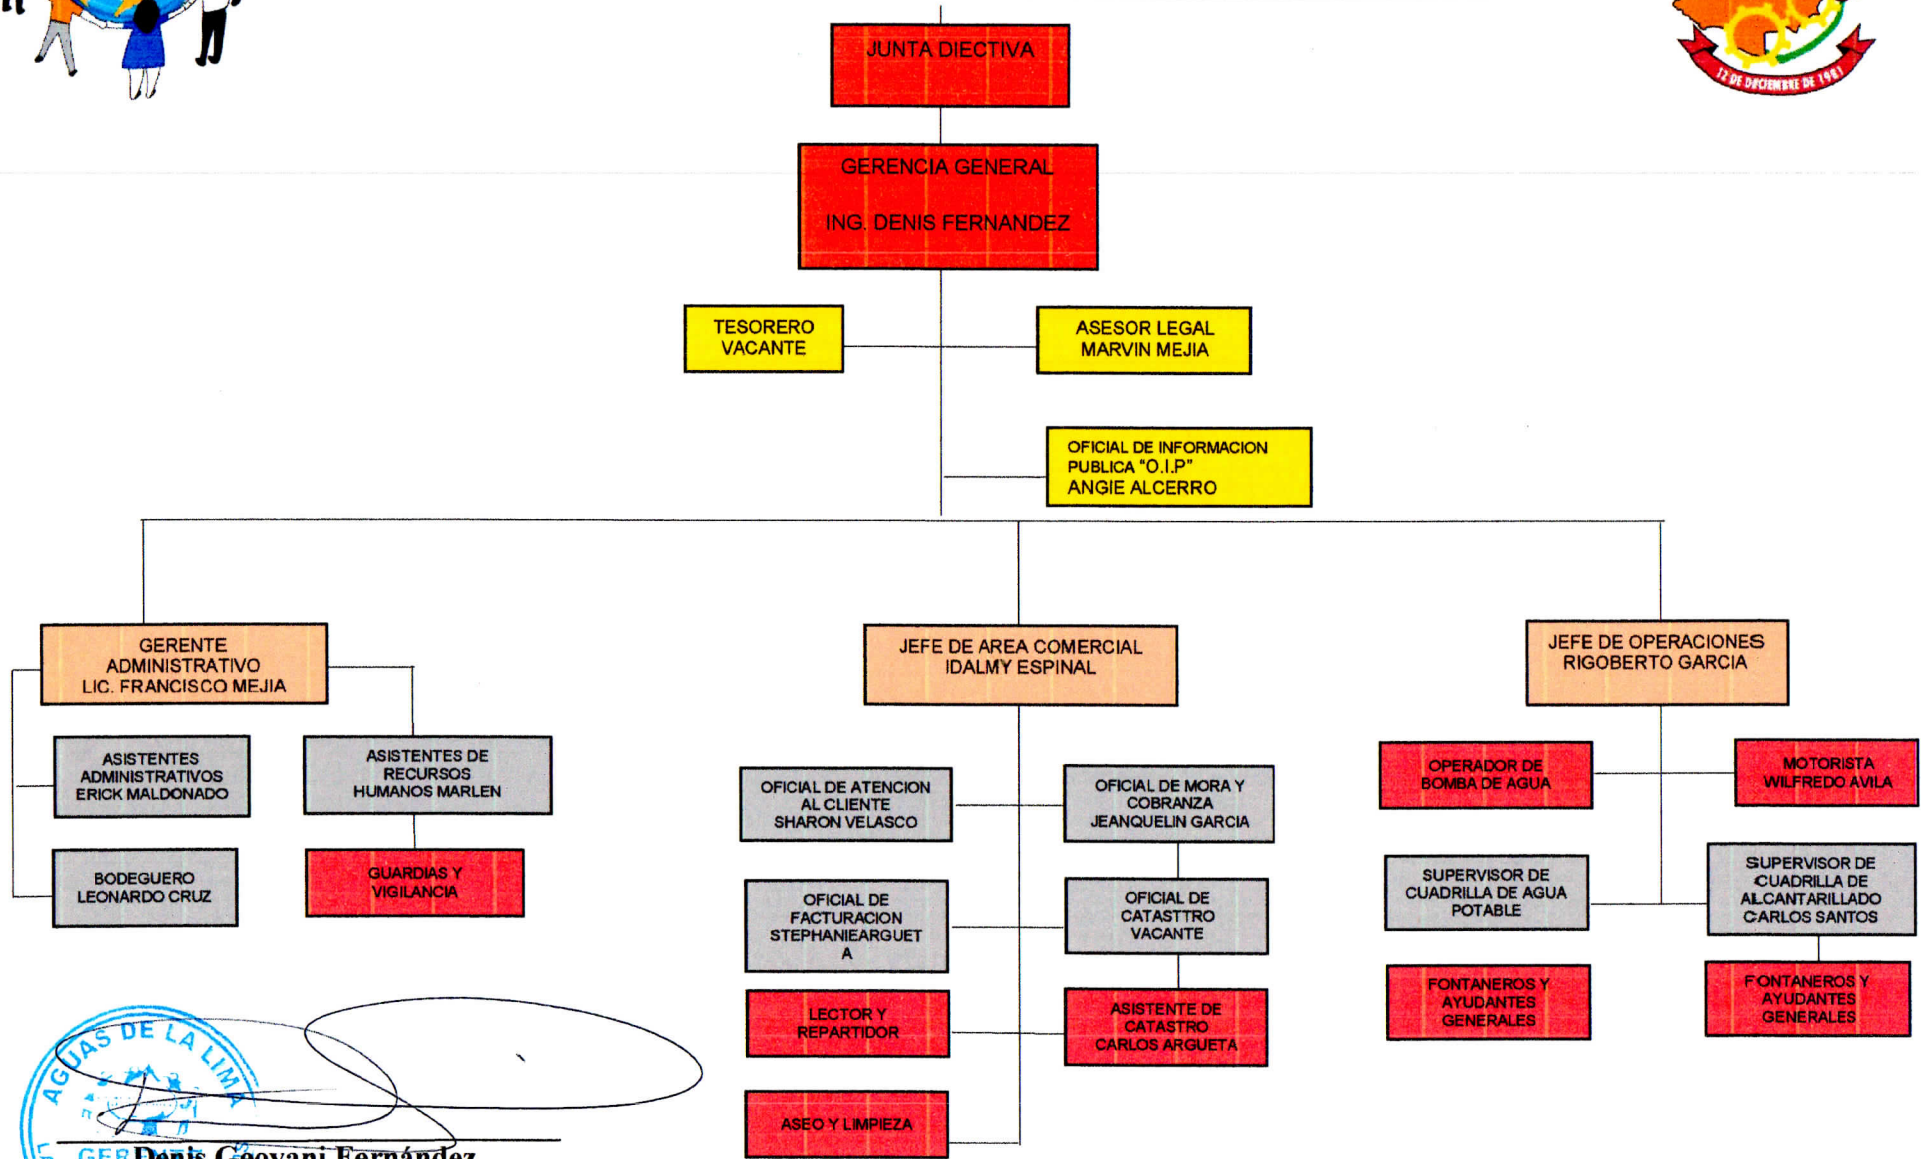 12 DE DICIEMBRE DE 1981
JUNTA DIECTIVA
GERENCIA GENERAL
ING. DENIS FERNANDEZ
TESORERO
VACANTE
ASESOR LEGAL
MARVIN MEJIA
OFICIAL DE INFORMACION
PUBLICA “O.I.P”
ANGIE ALCERRO
GERENTE
ADMINISTRATIVO
LIC. FRANCISCO MEJIA
JEFE DE AREA COMERCIAL
IDALMY ESPINAL
JEFE DE OPERACIONES
RIGOBERTO GARCIA
ASISTENTES
ADMINISTRATIVOS
ERICK MALDONADO
ASISTENTES DE
RECURSOS
HUMANOS MARLEN
BODEGUERO
LEONARDO CRUZ
GUARDIAS Y
VIGILANCIA
OFICIAL DE ATENCION
AL CLIENTE
SHARON VELASCO
OFICIAL DE MORA Y
COBRANZA
JEANQUELIN GARCIA
OFICIAL DE
FACTURACION
STEPHANIEARGUET
A
OFICIAL DE
CATASTTRO
VACANTE
LECTOR Y
REPARTIDOR
ASISTENTE DE
CATASTRO
CARLOS ARGUETA
ASEO Y LIMPIEZA
OPERADOR DE
BOMBA DE AGUA
MOTORISTA
WILFREDO AVILA
SUPERVISOR DE
CUADRILLA DE AGUA
POTABLE
SUPERVISOR DE
CUADRILLA DE
ALCANTARILLADO
CARLOS SANTOS
FONTANEROS Y
AYUDANTES
GENERALES
FONTANEROS Y
AYUDANTES
GENERALES
AGUAS DE LA LIMA
Denis Geovani Fernández